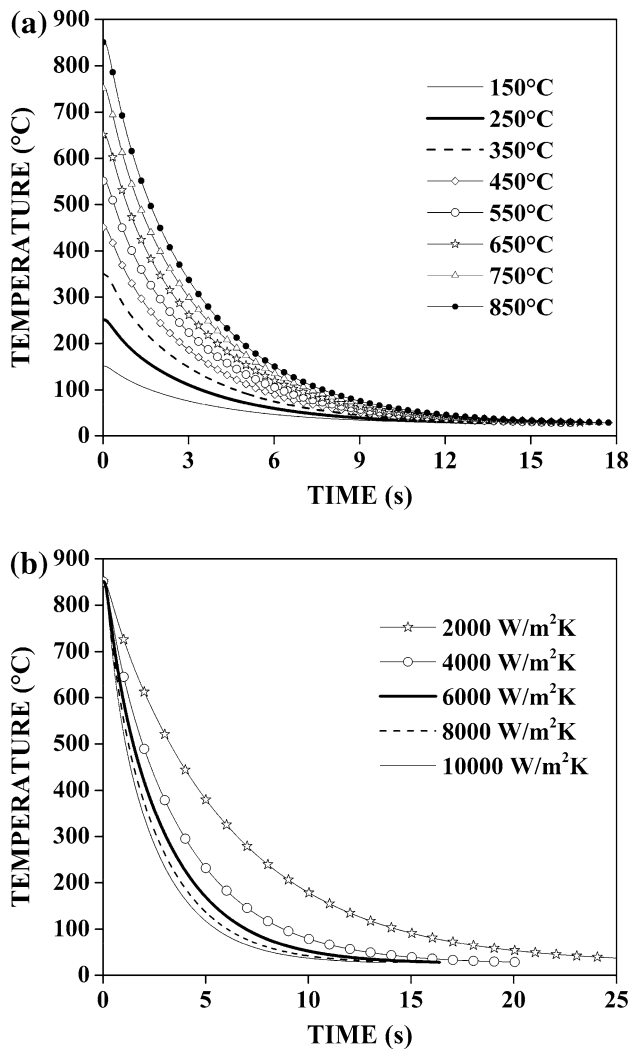 (a)
900
800
700
600
500
400
300
200
100
0
TEMPERATURE (°C)
150°C
250°C
350°C
450°C
550°C
650°C
750°C
850°C
0 3 6 9 12 15 18
TIME (s)
(b)
900
800
700
600
500
400
300
200
100
0
TEMPERATURE (°C)
2000 W/m²K
4000 W/m²K
6000 W/m²K
8000 W/m²K
10000 W/m²K
0 5 10 15 20 25
TIME (s)